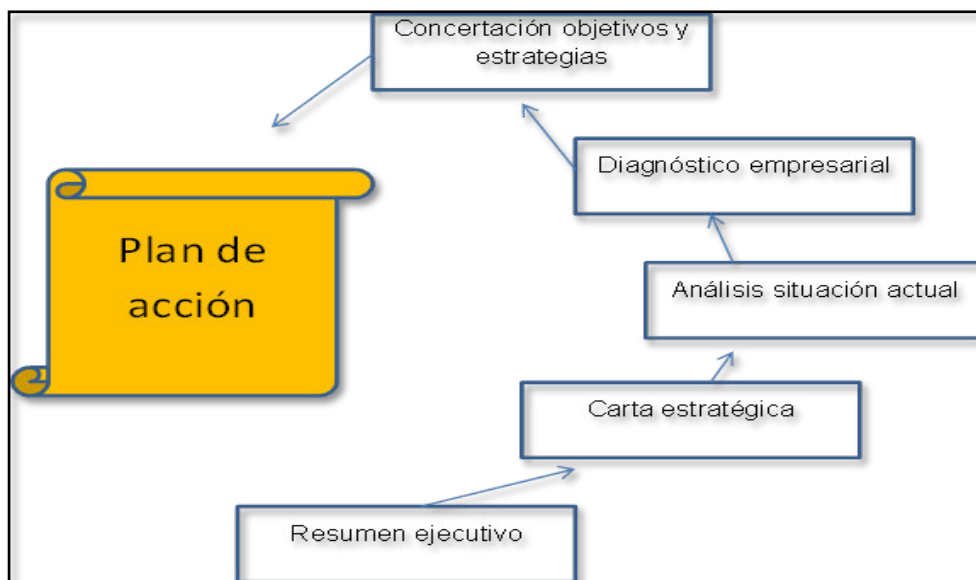 Concertación objetivos y
estrategias
Diagnóstico empresarial
Plan de
acción
Análisis situación actual
Carta estratégica
Resumen ejecutivo